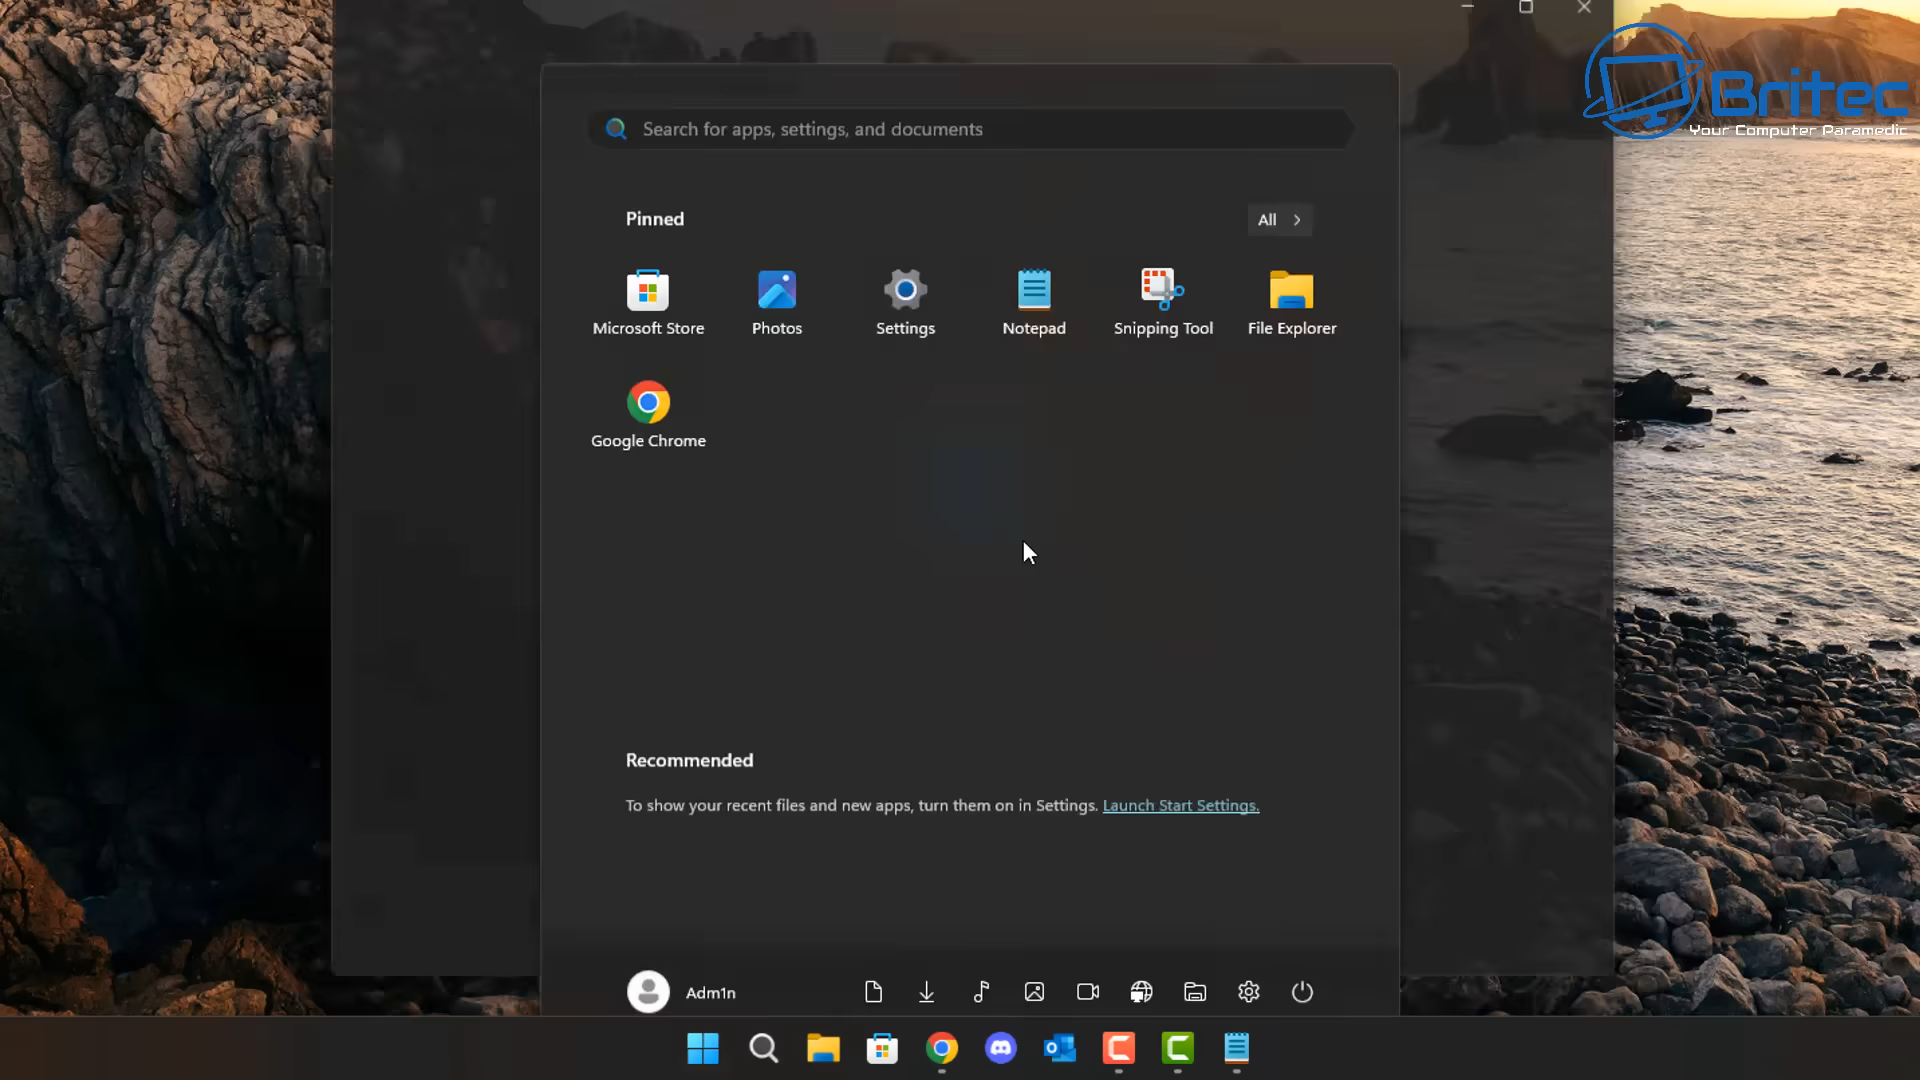 Britec
Your Computer Paramedic
Search for apps, settings, and documents
Pinned
All
Microsoft Store
Photos
Settings
Notepad
Snipping Tool
File Explorer
Google Chrome
Recommended
To show your recent files and new apps, turn them on in Settings. Launch Start Settings.
Adm1n